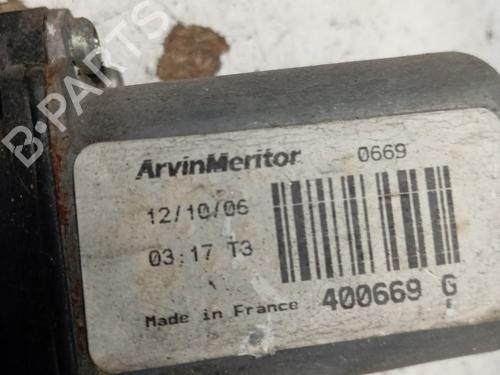 B-PARTS
ArvinMeritor 0669
12/10/06
03:17 T3
Made in France 400669 G